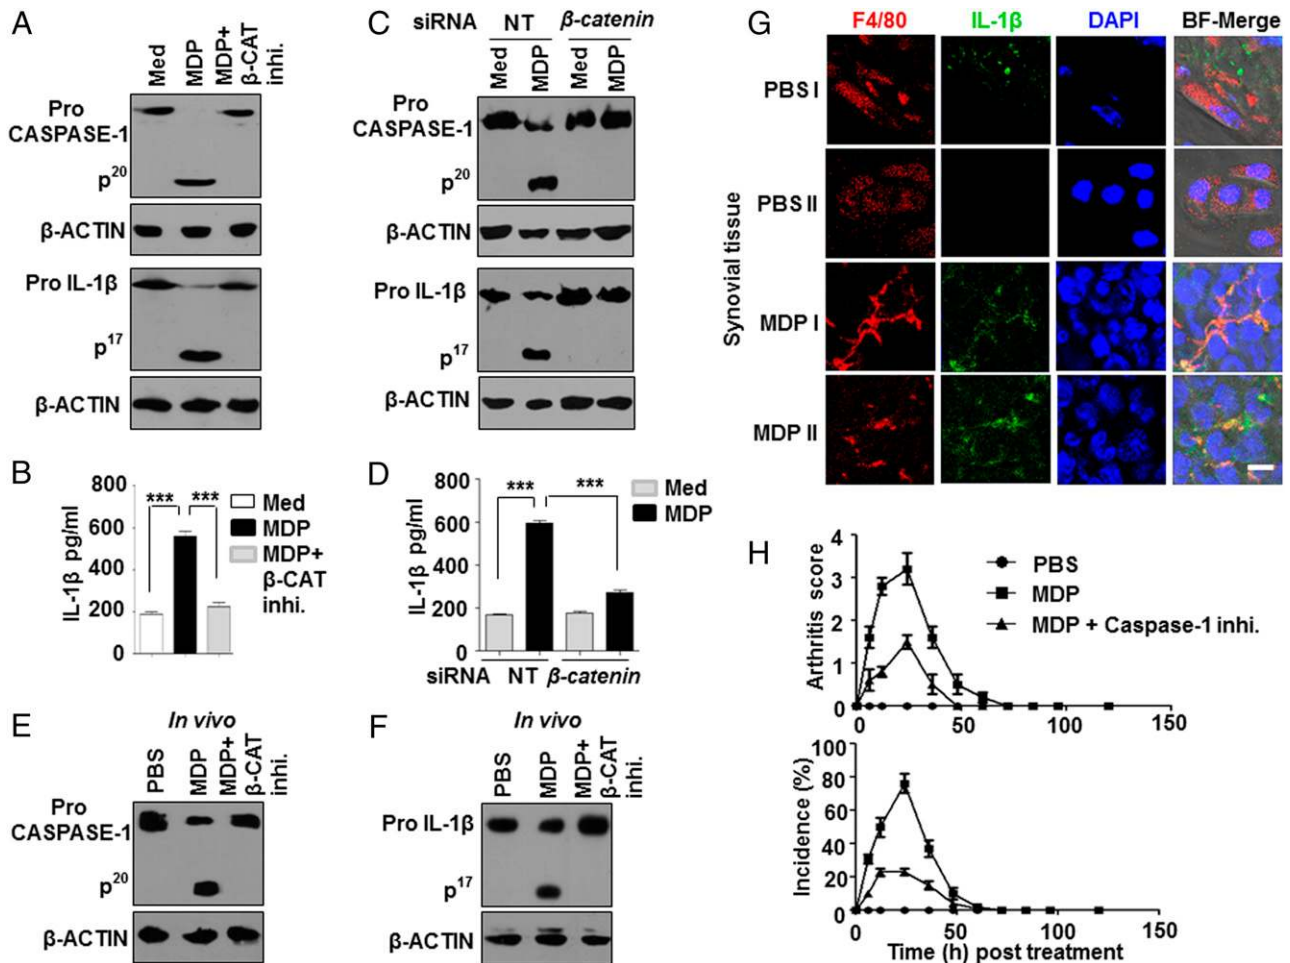 A
Med
MDP
MDP+
β-CAT
inhi.
Pro
CASPASE-1
p20
β-ACTIN
Pro IL-1β
p17
β-ACTIN
B
IL-1β pg/ml
800
600
400
200
0
***
***
Med
MDP
MDP+
β-CAT
inhi.
C
siRNA NT β-catenin
Med
MDP
Med
MDP
Pro
CASPASE-1
p20
β-ACTIN
Pro IL-1β
p17
β-ACTIN
D
IL-1β pg/ml
800
600
400
200
0
***
***
Med
MDP
siRNA NT β-catenin
E
In vivo
PBS
MDP
MDP+
β-CAT
inhi.
Pro
CASPASE-1
p20
β-ACTIN
F
In vivo
PBS
MDP
MDP+
β-CAT
inhi.
Pro IL-1β
p17
β-ACTIN
G
F4/80 IL-1β DAPI BF-Merge
Synovial tissue
PBS I
PBS II
MDP I
MDP II
H
Arthritis score
4
3
2
1
0
0 50 100 150
PBS
MDP
MDP + Caspase-1 inhi.
Incidence (%)
100
80
60
40
20
0
0 50 100 150
Time (h) post treatment